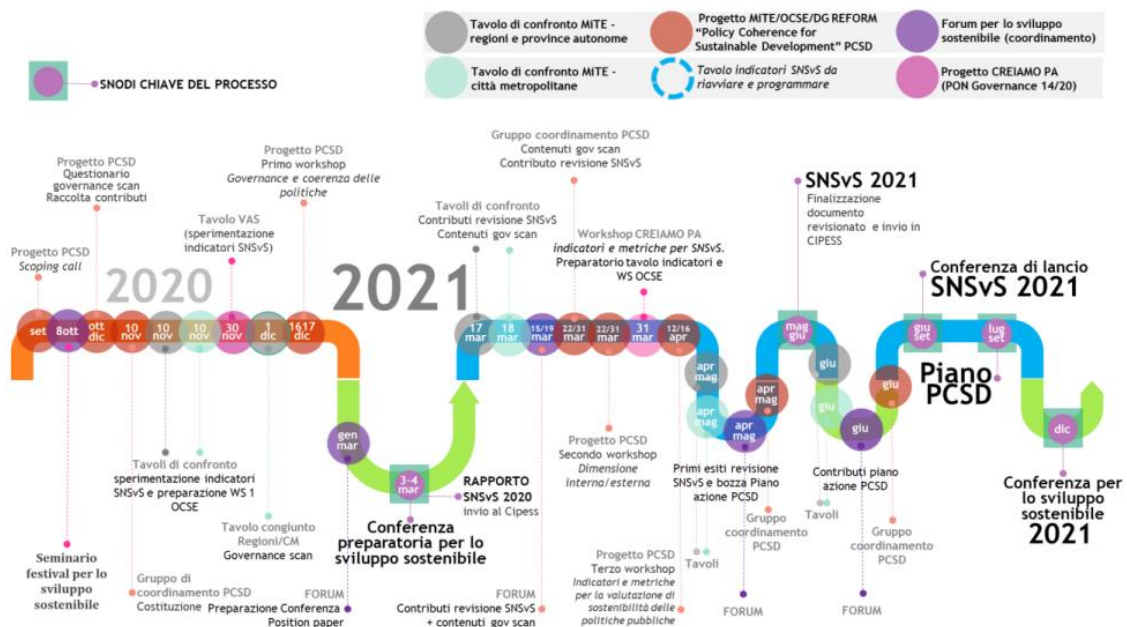 Tavolo di confronto MITE -
regioni e province autonome
Progetto MITE/OCSE/DG REFORM
“Policy Coherence for
Sustainable Development” PCSD
Forum per lo sviluppo
sostenibile (coordinamento)
SNODI CHIAVE DEL PROCESSO
Tavolo di confronto MITE -
città metropolitane
Tavolo indicatori SNSvS da
riavviare e programmare
Progetto CREIAMO PA
(PON Governance 14/20)
Progetto PCSD
Scoping call
Progetto PCSD
Questionario
governance scan
Raccolta contributi
Tavolo VAS
(sperimentazione
indicatori SNSvS)
Progetto PCSD
Primo workshop
Governance e coerenza delle
politiche
2020
2021
Tavoli di confronto
Contributi revisione SNSvS
Contenuti gov scan
Gruppo coordinamento PCSD
Contenuti gov scan
Contributo revisione SNSvS
Workshop CREIAMO PA
indicatori e metriche per SNSvS.
Preparatorio tavolo indicatori e
WS OCSE
SNSvS 2021
Finalizzazione
documento
revisionato e invio in
CIPESS
Conferenza di lancio
SNSvS 2021
set
8ott
ott
dic
10
nov
10
nov
10
nov
30
nov
1
dic
1617
dic
gen
mar
3-4
mar
17
mar
18
mar
15/19
mar
22/31
mar
22/31
mar
31
mar
12/16
apr
apr
mag
apr
mag
apr
mag
apr
mag
mag
giu
giu
giu
giu
giu
giu
set
lug
set
dic
Piano
PCSD
Tavoli di confronto
sperimentazione indicatori
SNSvS e preparazione WS 1
OCSE
Seminario
festival per lo
sviluppo
sostenibile
Gruppo di
coordinamento PCSD
Costituzione
Tavolo congiunto
Regioni/CM
Governance scan
FORUM
Preparazione Conferenza
Position paper
RAPPORTO
SNSvS 2020
invio al Cipess
Conferenza
preparatoria per lo
sviluppo sostenibile
FORUM
Contributi revisione SNSvS
+ contenuti gov scan
Progetto PCSD
Secondo workshop
Dimensione
interna/esterna
Progetto PCSD
Terzo workshop
Indicatori e metriche
per lo valutazione di
sostenibilità delle
politiche pubbliche
Primi esiti revisione
SNSvS e bozza Piano
azione PCSD
Tavoli
Gruppo
coordinamento
PCSD
FORUM
Contributi piano
azione PCSD
Tavoli
Gruppo
coordinamento PCSD
FORUM
Conferenza per
lo sviluppo
sostenibile
2021